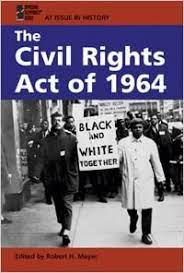 AT ISSUE IN HISTORY
The
Civil Rights
Act of 1964
BLACK
AND
WHITE
TOGETHER
Edited by Robert H. Mayer